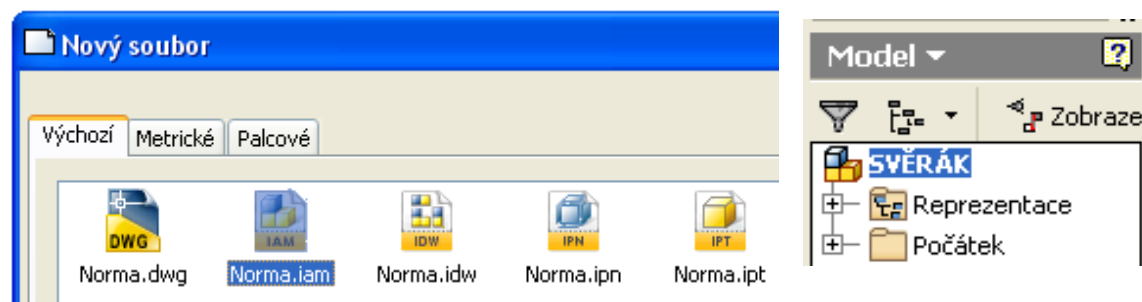 Nový soubor
Výchozí Metrické Palcové
DWG IAM IDW IPN IPT
Norma.dwg Norma.iam Norma.idw Norma.ipn Norma.ipt
Model
Zobraze
SVĚRÁK
Reprezentace
Počátek